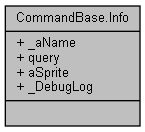 CommandBase.Info
+ _aName
+ query
+ aSprite
+ _DebugLog